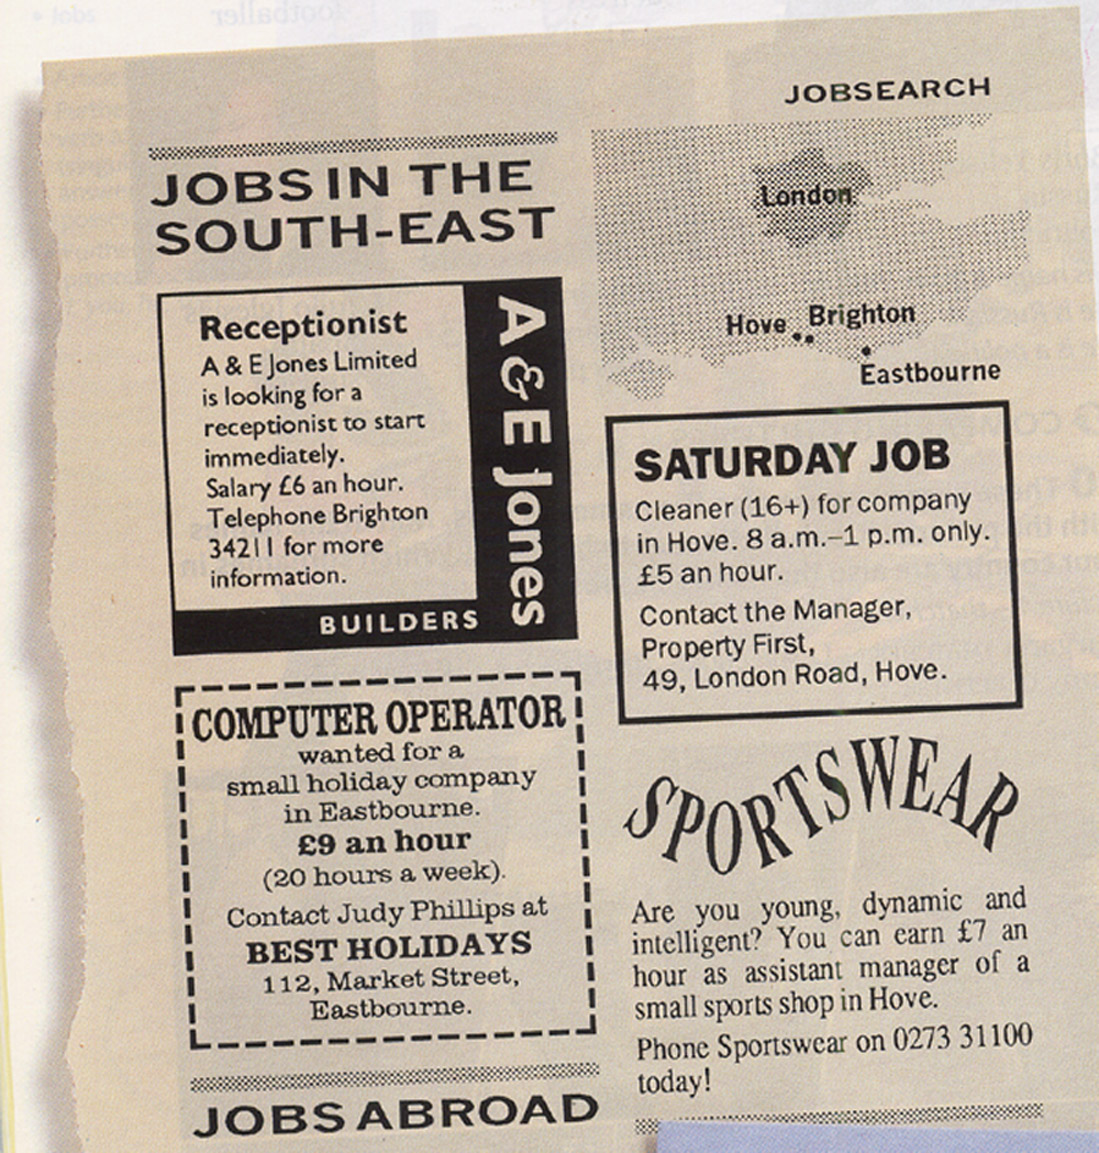 JOBSEARCH
JOBS IN THE
SOUTH-EAST
London
Hove
Brighton
Eastbourne
Receptionist
A & E Jones Limited
is looking for a
receptionist to start
immediately.
Salary £6 an hour.
Telephone Brighton
34211 for more
information.
A & E Jones
BUILDERS
SATURDAY JOB
Cleaner (16+) for company
in Hove. 8 a.m.–1 p.m. only.
£5 an hour.
Contact the Manager,
Property First,
49, London Road, Hove.
COMPUTER OPERATOR
wanted for a
small holiday company
in Eastbourne.
£9 an hour
(20 hours a week).
Contact Judy Phillips at
BEST HOLIDAYS
112, Market Street,
Eastbourne.
SPORTSWEAR
Are you young, dynamic and
intelligent? You can earn £7 an
hour as assistant manager of a
small sports shop in Hove.
Phone Sportswear on 0273 31100
today!
JOBS ABROAD